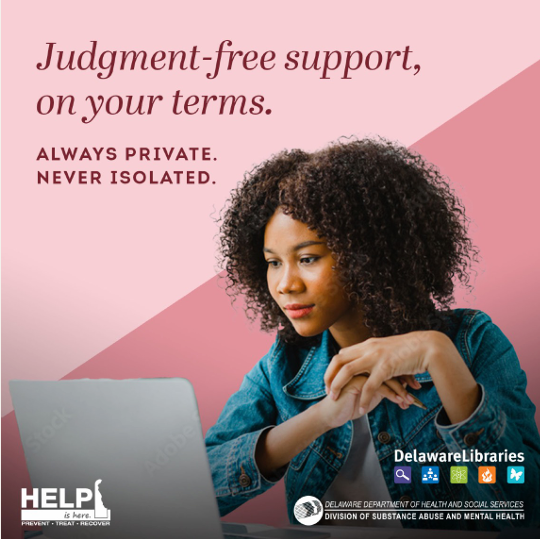 Judgment-free support,
on your terms.
ALWAYS PRIVATE.
NEVER ISOLATED.
DelawareLibraries
HELP
is here.
PREVENT • TREAT • RECOVER
DELAWARE DEPARTMENT OF HEALTH AND SOCIAL SERVICES
DIVISION OF SUBSTANCE ABUSE AND MENTAL HEALTH